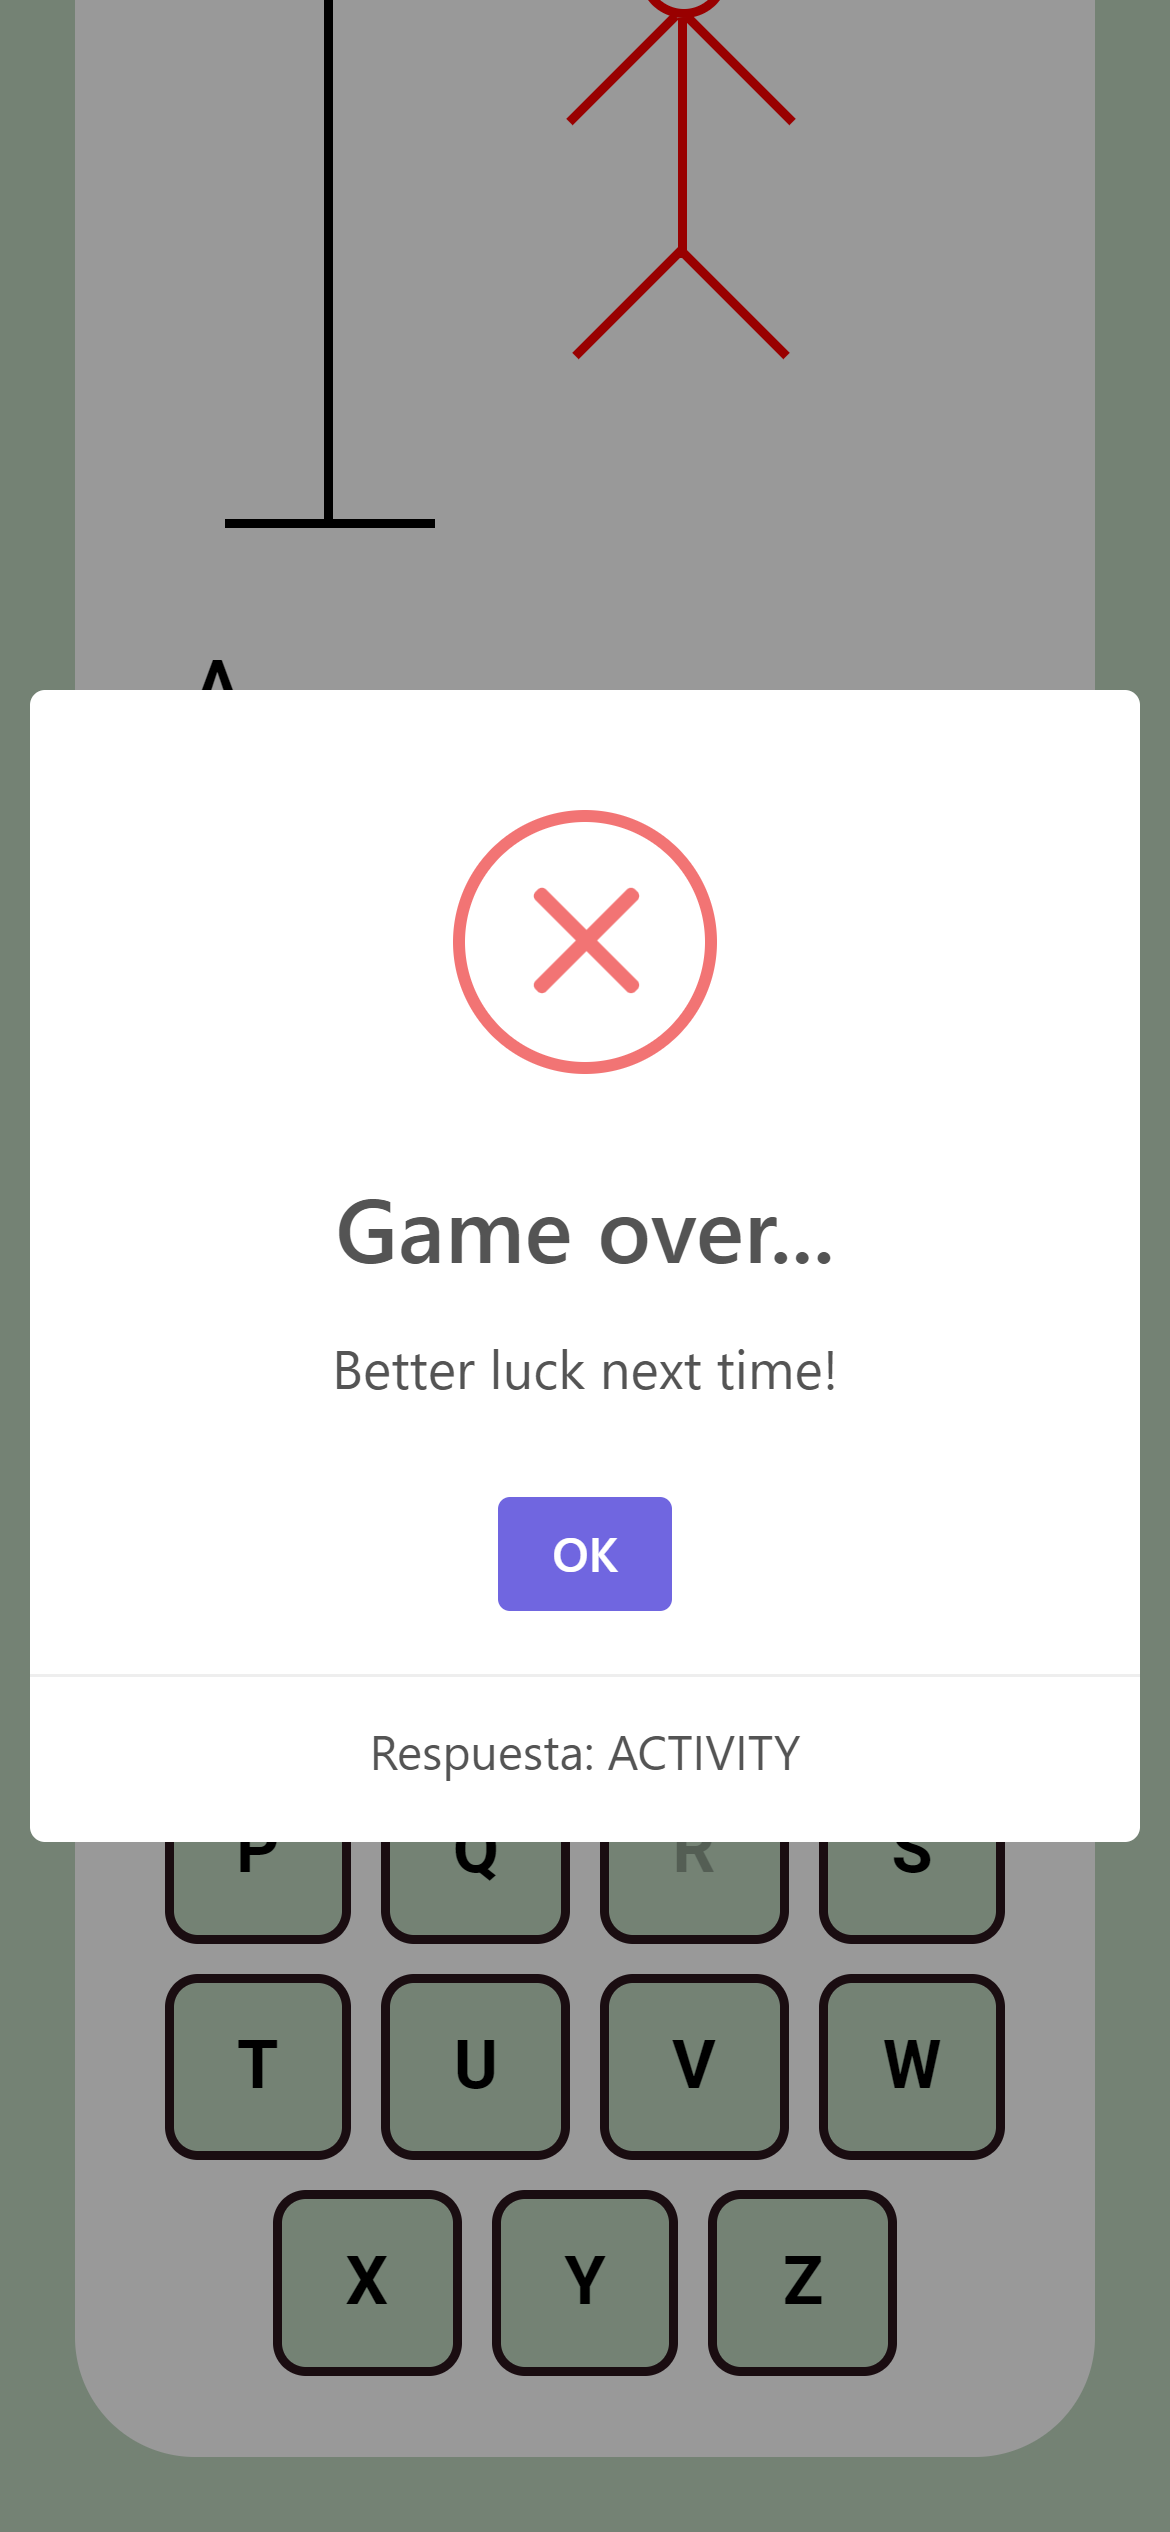 A
Game over...
Better luck next time!
OK
Respuesta: ACTIVITY
P Q R S
T U V W
X Y Z